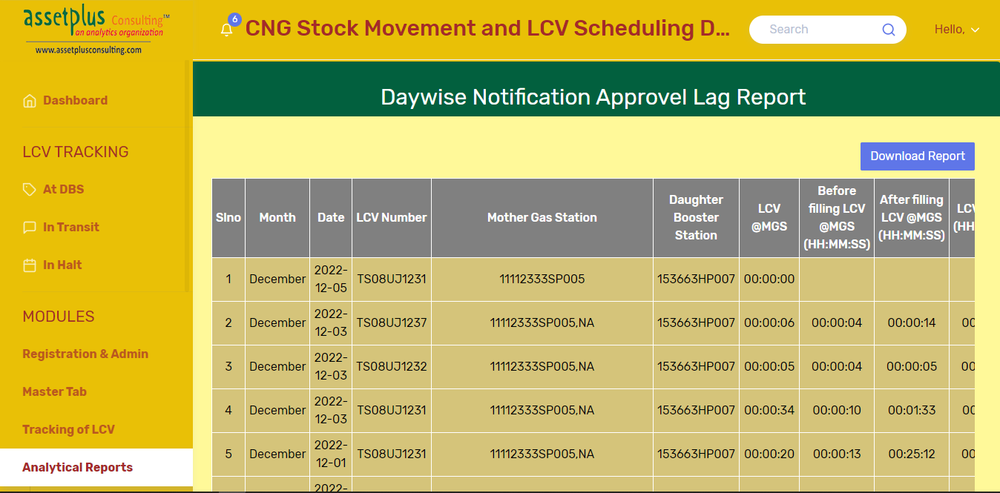 assetplus Consulting™
an analytics organization
www.assetplusconsulting.com
6
CNG Stock Movement and LCV Scheduling D...
Search
Hello,
Dashboard
LCV TRACKING
At DBS
In Transit
In Halt
MODULES
Registration & Admin
Master Tab
Tracking of LCV
Analytical Reports
Daywise Notification Approvel Lag Report
Download Report
Slno Month Date LCV Number Mother Gas Station Daughter Booster Station LCV @MGS Before filling LCV @MGS (HH:MM:SS) After filling LCV @MGS (HH:MM:SS) LCV (HH
1 December 2022-12-05 TS08UJ1231 11112333SP005 153663HP007 00:00:00
2 December 2022-12-03 TS08UJ1237 11112333SP005,NA 153663HP007 00:00:06 00:00:04 00:00:14 00
3 December 2022-12-03 TS08UJ1232 11112333SP005,NA 153663HP007 00:00:05 00:00:04 00:00:05 00
4 December 2022-12-03 TS08UJ1231 11112333SP005,NA 153663HP007 00:00:34 00:00:10 00:01:33 00
5 December 2022-12-01 TS08UJ1231 11112333SP005,NA 153663HP007 00:00:20 00:00:13 00:25:12 00
2022-